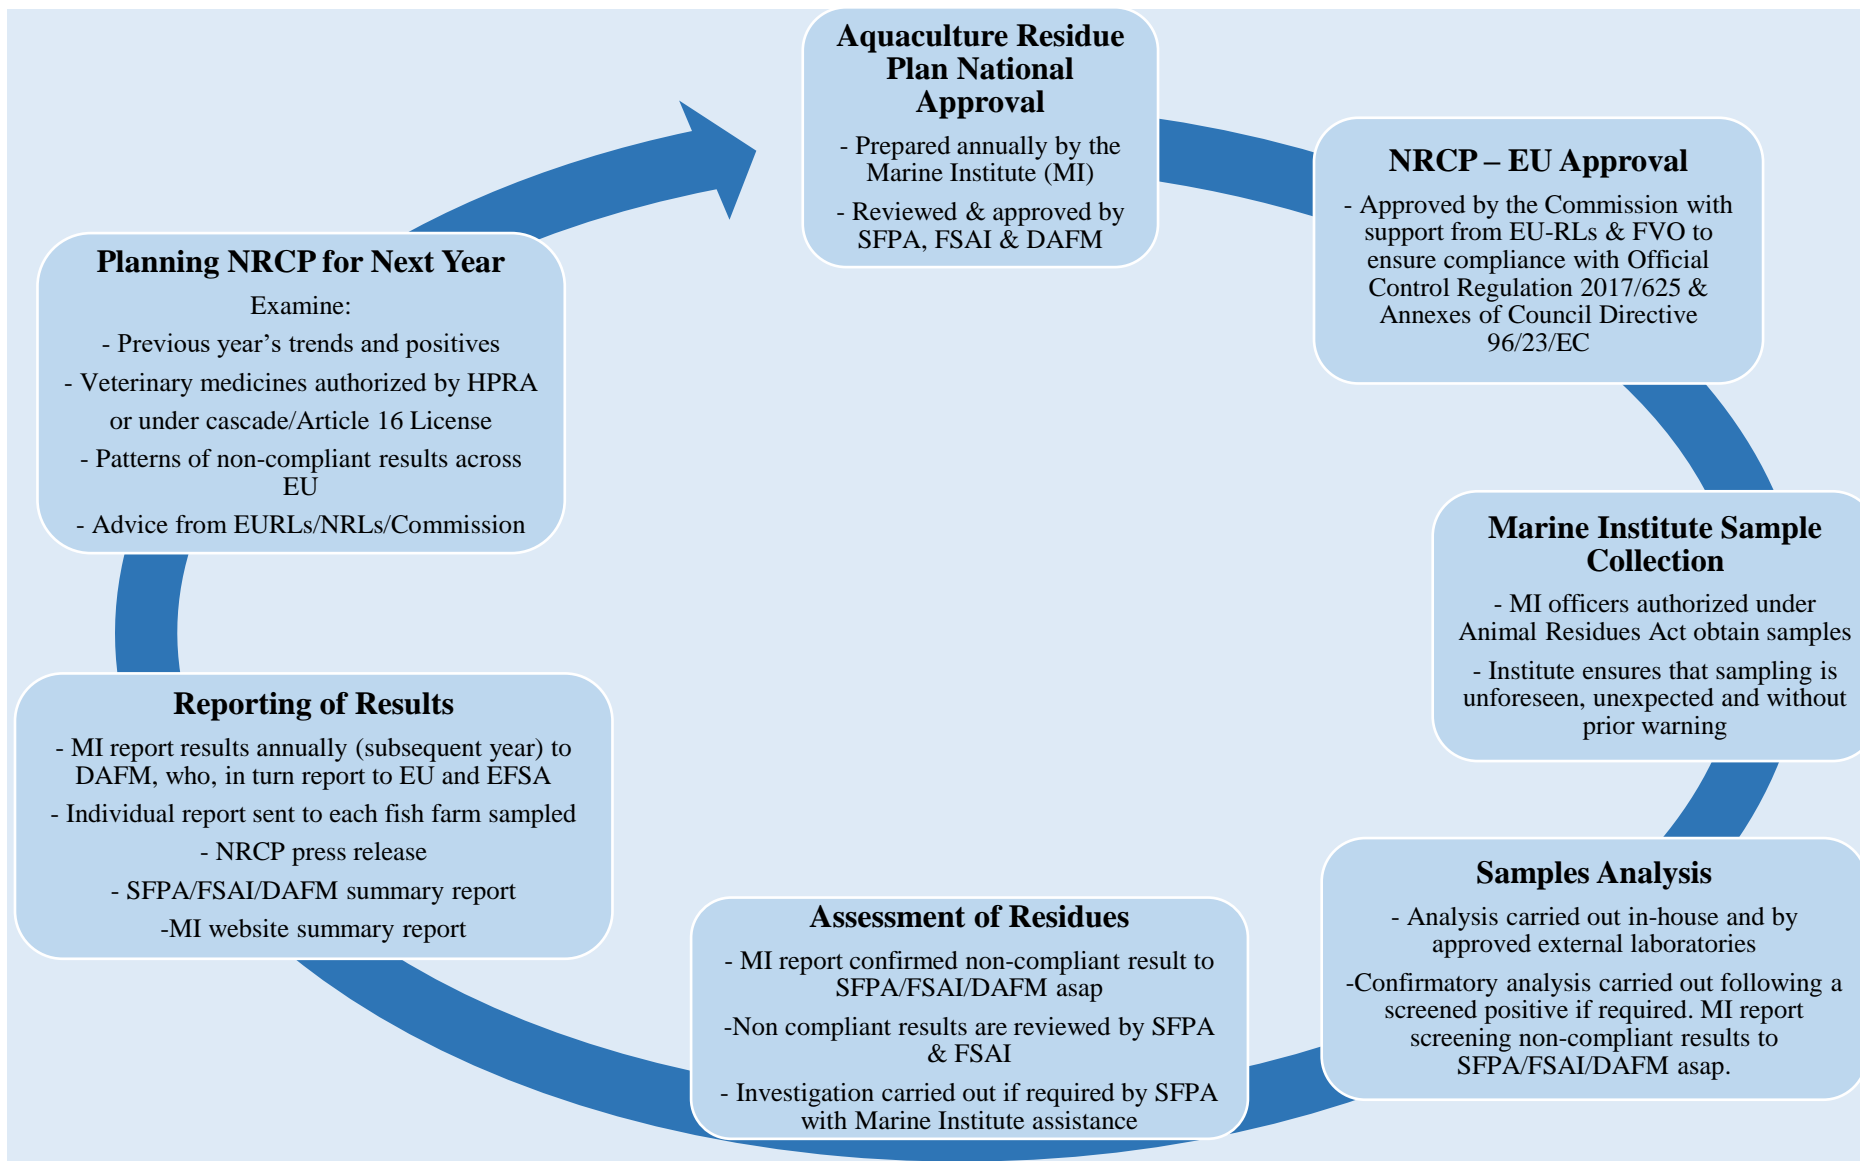 Aquaculture Residue
Plan National
Approval
- Prepared annually by the
Marine Institute (MI)
- Reviewed & approved by
SFPA, FSAI & DAFM
NRCP – EU Approval
- Approved by the Commission with
support from EU-RLs & FVO to
ensure compliance with Official
Control Regulation 2017/625 &
Annexes of Council Directive
96/23/EC
Marine Institute Sample
Collection
- MI officers authorized under
Animal Residues Act obtain samples
- Institute ensures that sampling is
unforeseen, unexpected and without
prior warning
Samples Analysis
- Analysis carried out in-house and by
approved external laboratories
-Confirmatory analysis carried out following a
screened positive if required. MI report
screening non-compliant results to
SFPA/FSAI/DAFM asap.
Assessment of Residues
- MI report confirmed non-compliant result to
SFPA/FSAI/DAFM asap
-Non compliant results are reviewed by SFPA
& FSAI
- Investigation carried out if required by SFPA
with Marine Institute assistance
Reporting of Results
- MI report results annually (subsequent year) to
DAFM, who, in turn report to EU and EFSA
- Individual report sent to each fish farm sampled
- NRCP press release
- SFPA/FSAI/DAFM summary report
-MI website summary report
Planning NRCP for Next Year
Examine:
- Previous year’s trends and positives
- Veterinary medicines authorized by HPRA
or under cascade/Article 16 License
- Patterns of non-compliant results across
EU
- Advice from EURLs/NRLs/Commission